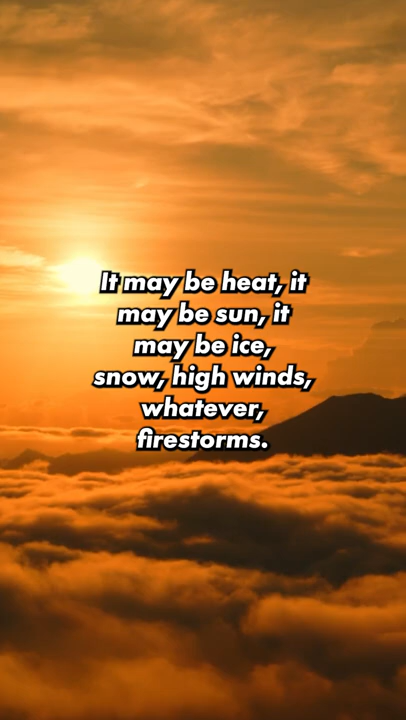 It may be heat, it
may be sun, it
may be ice,
snow, high winds,
whatever,
firestorms.